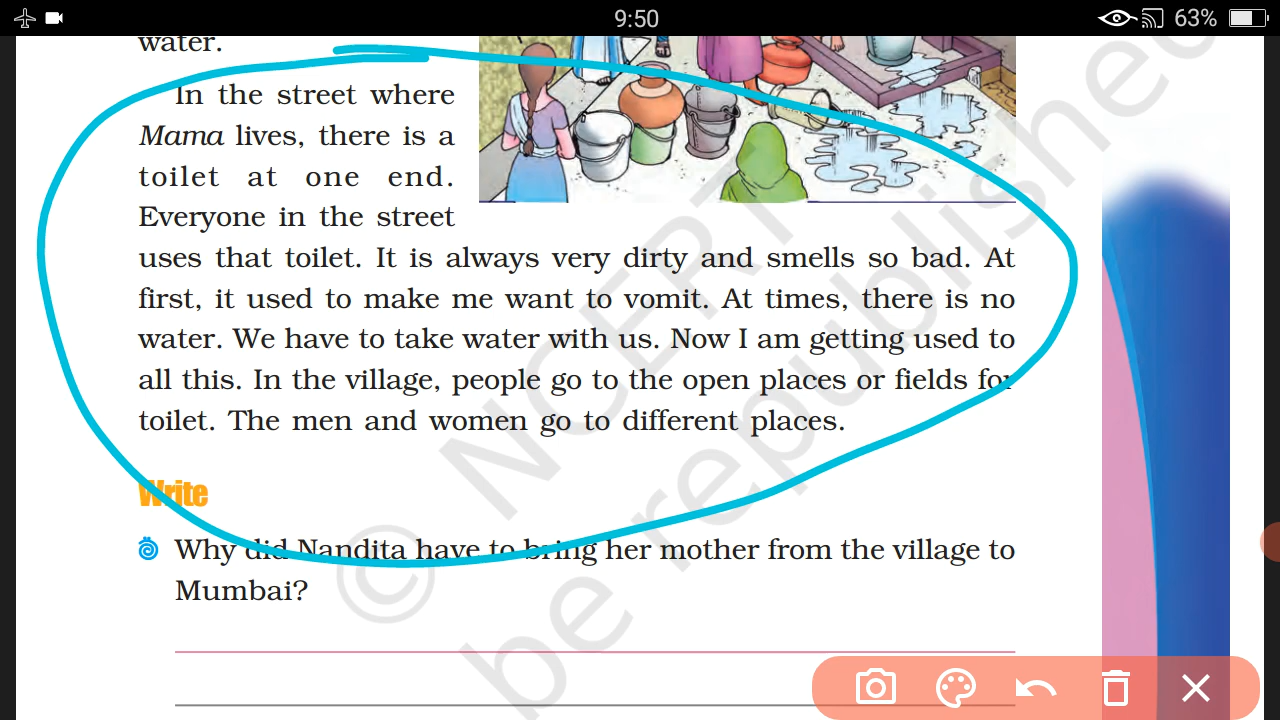 9:50
63%
water.
In the street where
Mama lives, there is a
toilet at one end.
Everyone in the street
uses that toilet. It is always very dirty and smells so bad. At
first, it used to make me want to vomit. At times, there is no
water. We have to take water with us. Now I am getting used to
all this. In the village, people go to the open places or fields for
toilet. The men and women go to different places.
Write
Why did Nandita have to bring her mother from the village to
Mumbai?
© NCERT
be republished